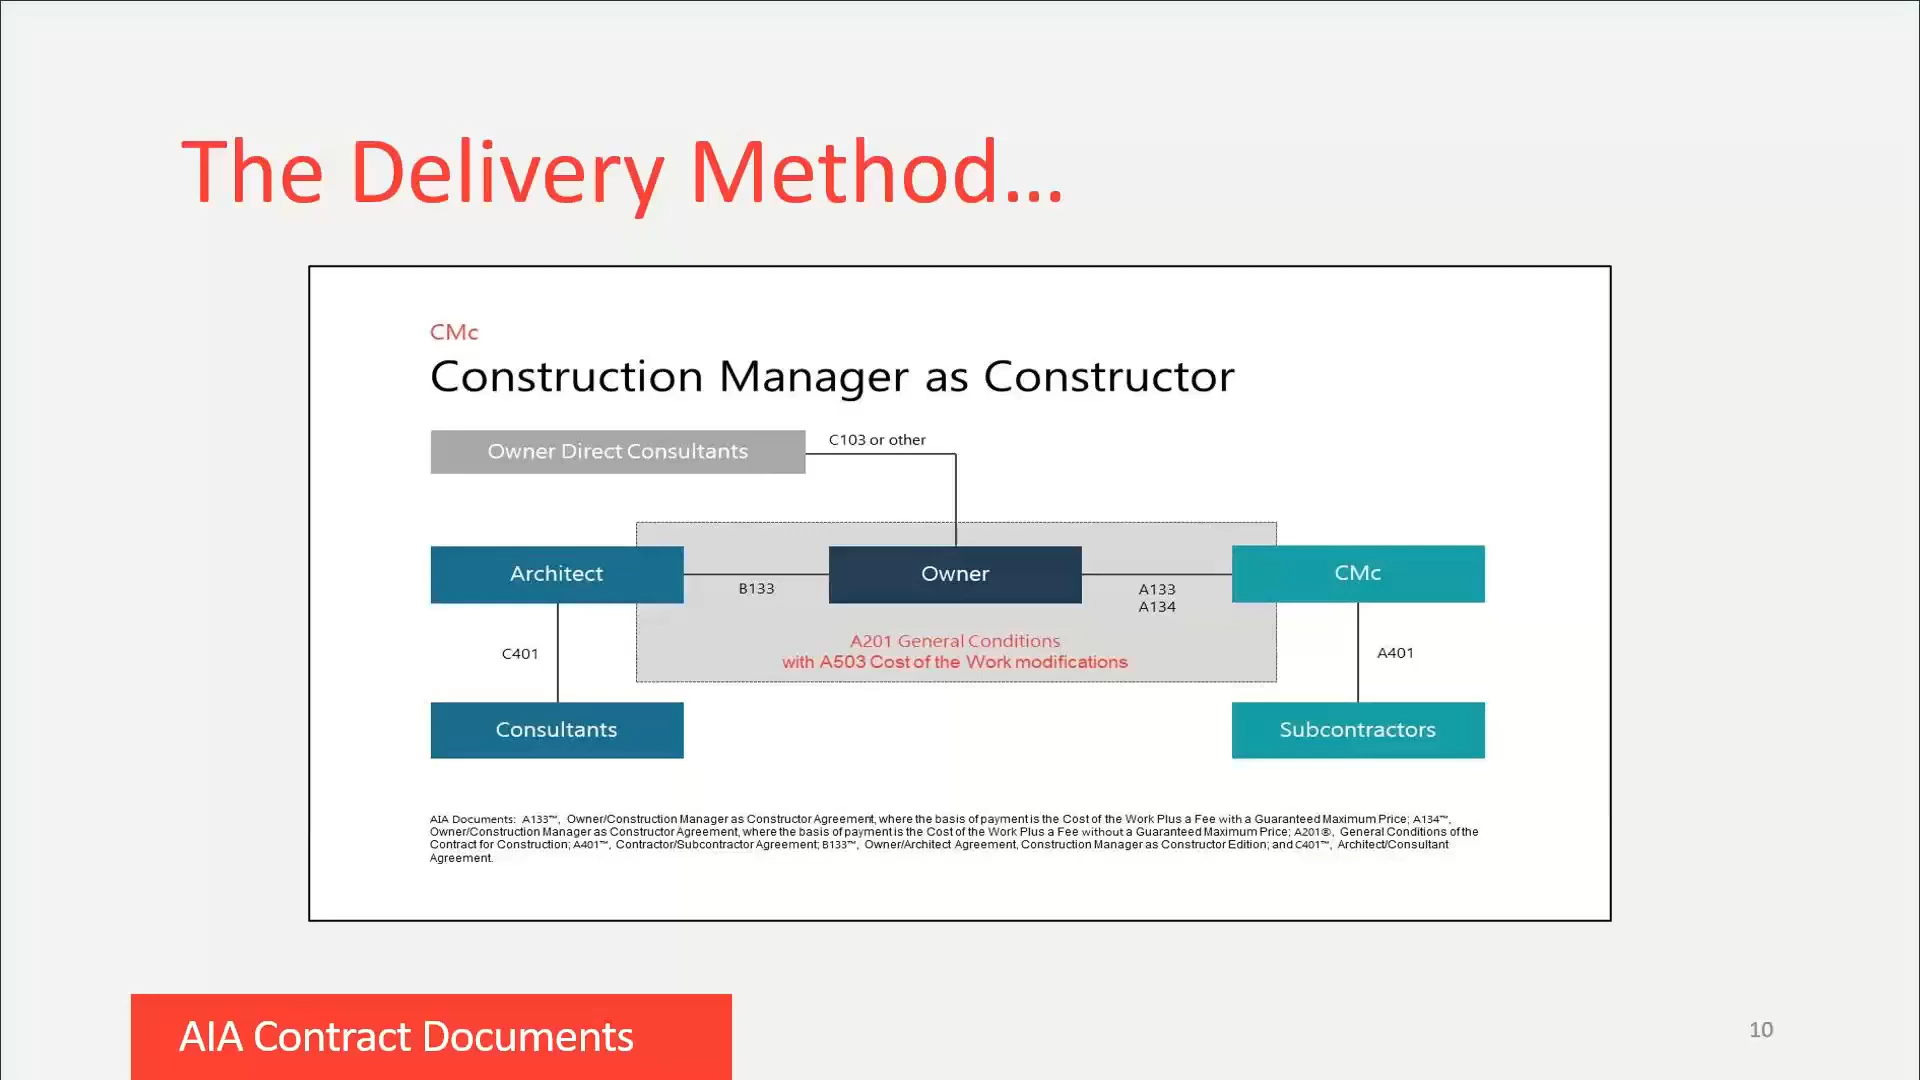 The Delivery Method...
CMc
Construction Manager as Constructor
Owner Direct Consultants
C103 or other
Architect
B133
Owner
A133
A134
CMc
A201 General Conditions
with A503 Cost of the Work modifications
C401
A401
Consultants
Subcontractors
AIA Documents: A133™, Owner/Construction Manager as Constructor Agreement, where the basis of payment is the Cost of the Work Plus a Fee with a Guaranteed Maximum Price; A134™,
Owner/Construction Manager as Constructor Agreement, where the basis of payment is the Cost of the Work Plus a Fee without a Guaranteed Maximum Price; A201®, General Conditions of the
Contract for Construction; A401™, Contractor/Subcontractor Agreement; B133™, Owner/Architect Agreement, Construction Manager as Constructor Edition; and C401™, Architect/Consultant
Agreement.
AIA Contract Documents
10